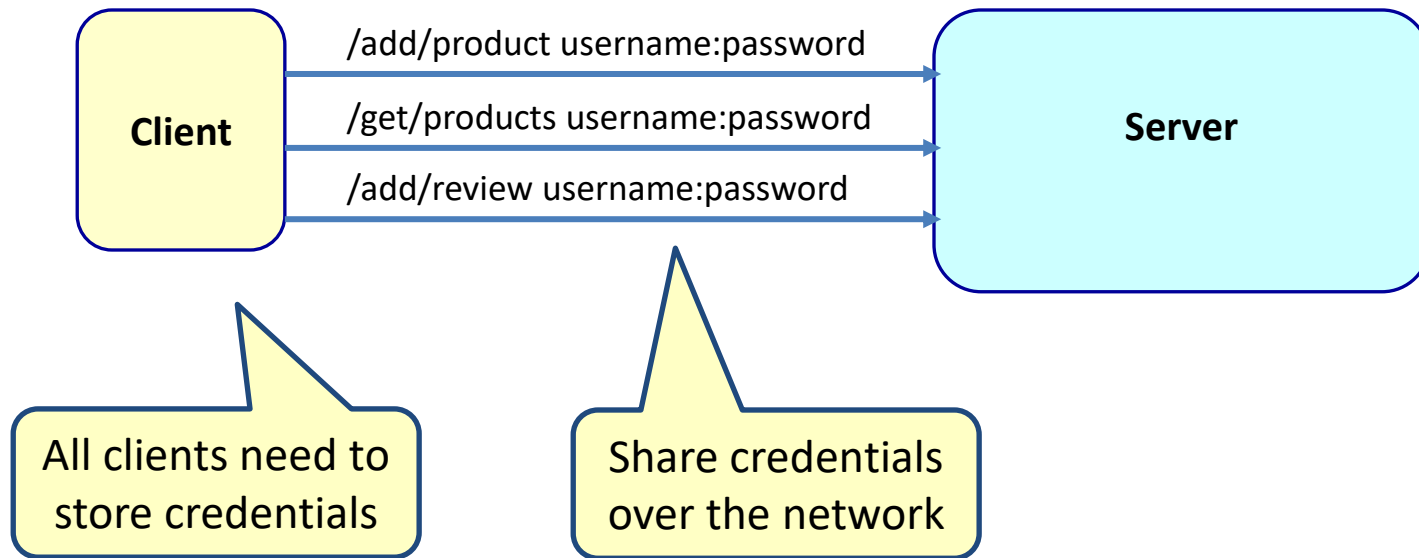 /add/product username:password
/get/products username:password
/add/review username:password
Client
Server
All clients need to
store credentials
Share credentials
over the network